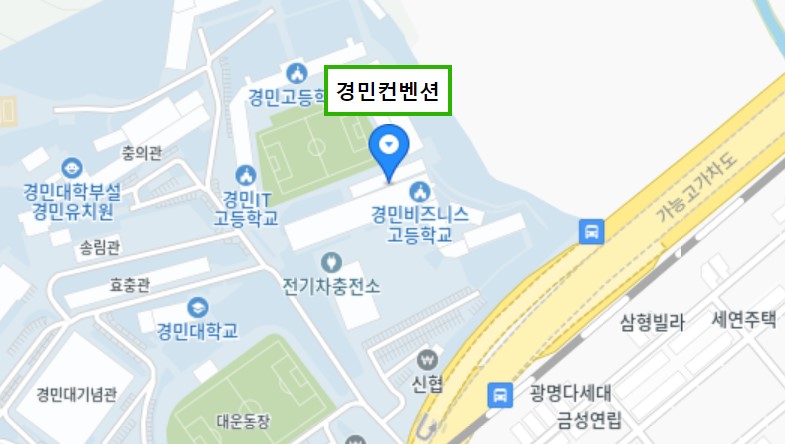 경민고등학
경민컨벤션
충의관
경민대학부설
경민유치원
경민IT
고등학교
경민비즈니스
고등학교
가능고가차도
송림관
효충관
전기차충전소
경민대학교
삼형빌라
세연주택
신협
경민대기념관
광명다세대
금성연립
대운동장